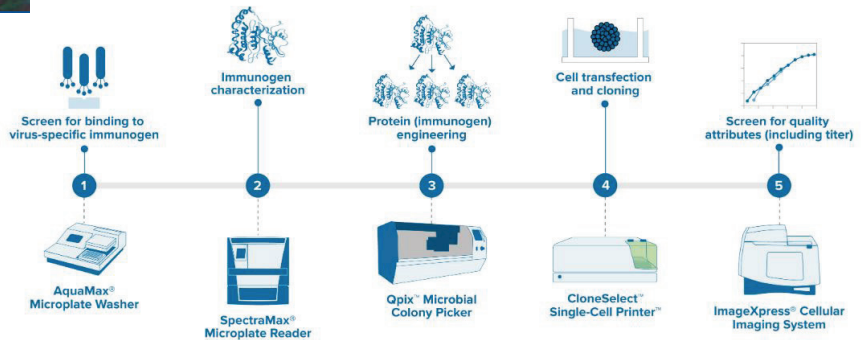 Screen for binding to
virus-specific immunogen
Immunogen
characterization
Protein (immunogen)
engineering
Cell transfection
and cloning
Screen for quality
attributes (including titer)
1
2
3
4
5
AquaMax®
Microplate Washer
SpectraMax®
Microplate Reader
Qpix™ Microbial
Colony Picker
CloneSelect™
Single-Cell Printer™
ImageXpress® Cellular
Imaging System